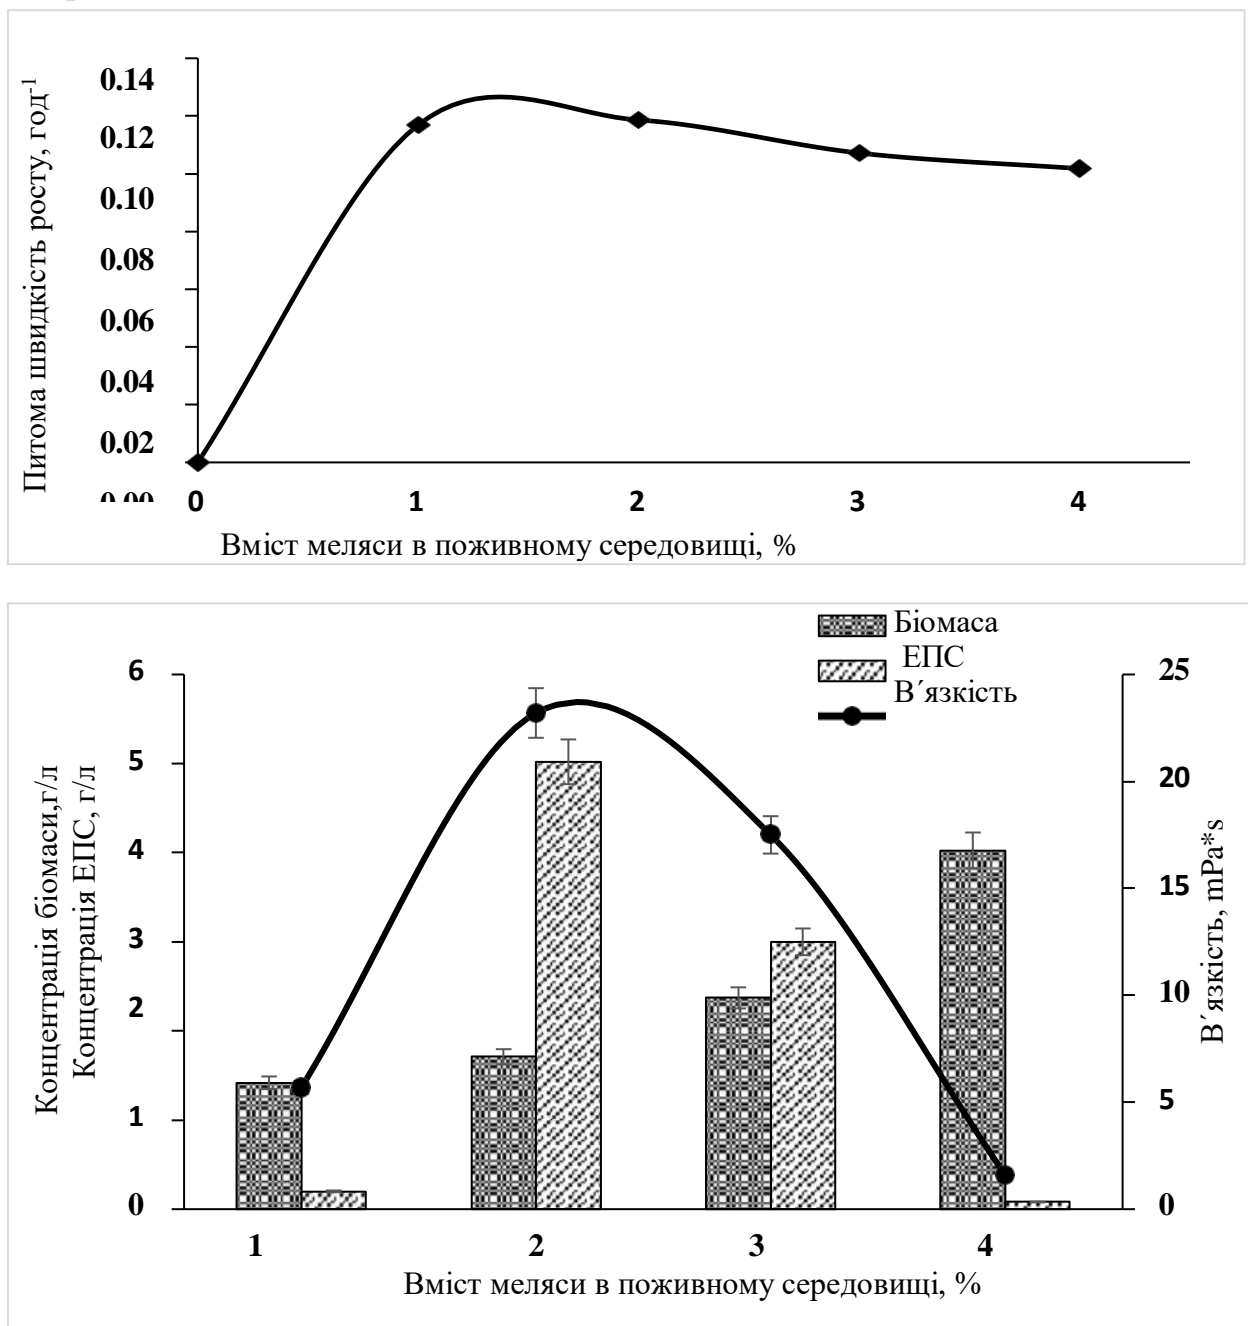 Питома швидкість росту, год-1
0.14
0.12
0.10
0.08
0.06
0.04
0.02
0.00
0 1 2 3 4
Вміст меляси в поживному середовищі, %
Біомаса
ЕПС
В´язкість
Концентрація біомаси,г/л
Концентрація ЕПС, г/л
6
5
4
3
2
1
0
25
20
15
10
5
0
В´язкість, mPa*s
1 2 3 4
Вміст меляси в поживному середовищі, %